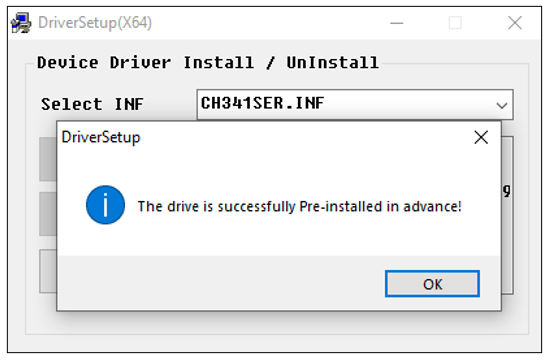 DriverSetup(X64)
Device Driver Install / UnInstall
Select INF
CH341SER.INF
DriverSetup
The drive is successfully Pre-installed in advance!
OK